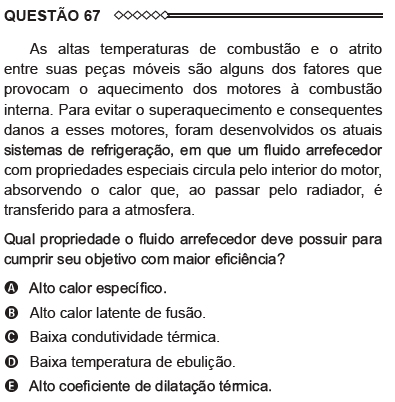 QUESTÃO 67
As altas temperaturas de combustão e o atrito
entre suas peças móveis são alguns dos fatores que
provocam o aquecimento dos motores à combustão
interna. Para evitar o superaquecimento e consequentes
danos a esses motores, foram desenvolvidos os atuais
sistemas de refrigeração, em que um fluido arrefecedor
com propriedades especiais circula pelo interior do motor,
absorvendo o calor que, ao passar pelo radiador, é
transferido para a atmosfera.
Qual propriedade o fluido arrefecedor deve possuir para
cumprir seu objetivo com maior eficiência?
A Alto calor específico.
B Alto calor latente de fusão.
C Baixa condutividade térmica.
D Baixa temperatura de ebulição.
E Alto coeficiente de dilatação térmica.